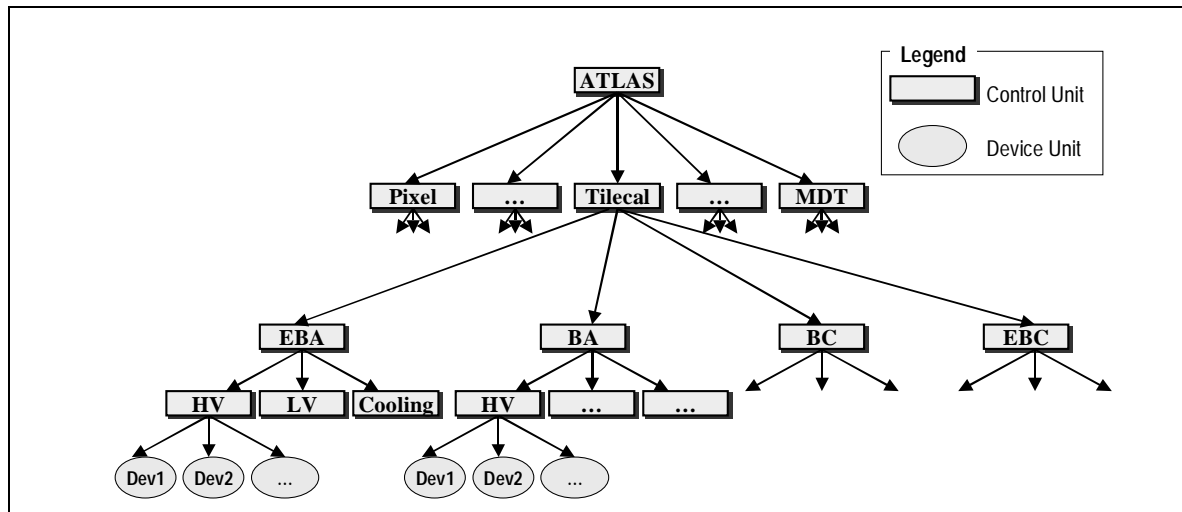 Legend
ATLAS
Control Unit
Device Unit
Pixel ... Tilecal ... MDT
EBA BA BC EBC
HV LV Cooling HV ... ...
Dev1 Dev2 ... Dev1 Dev2 ...